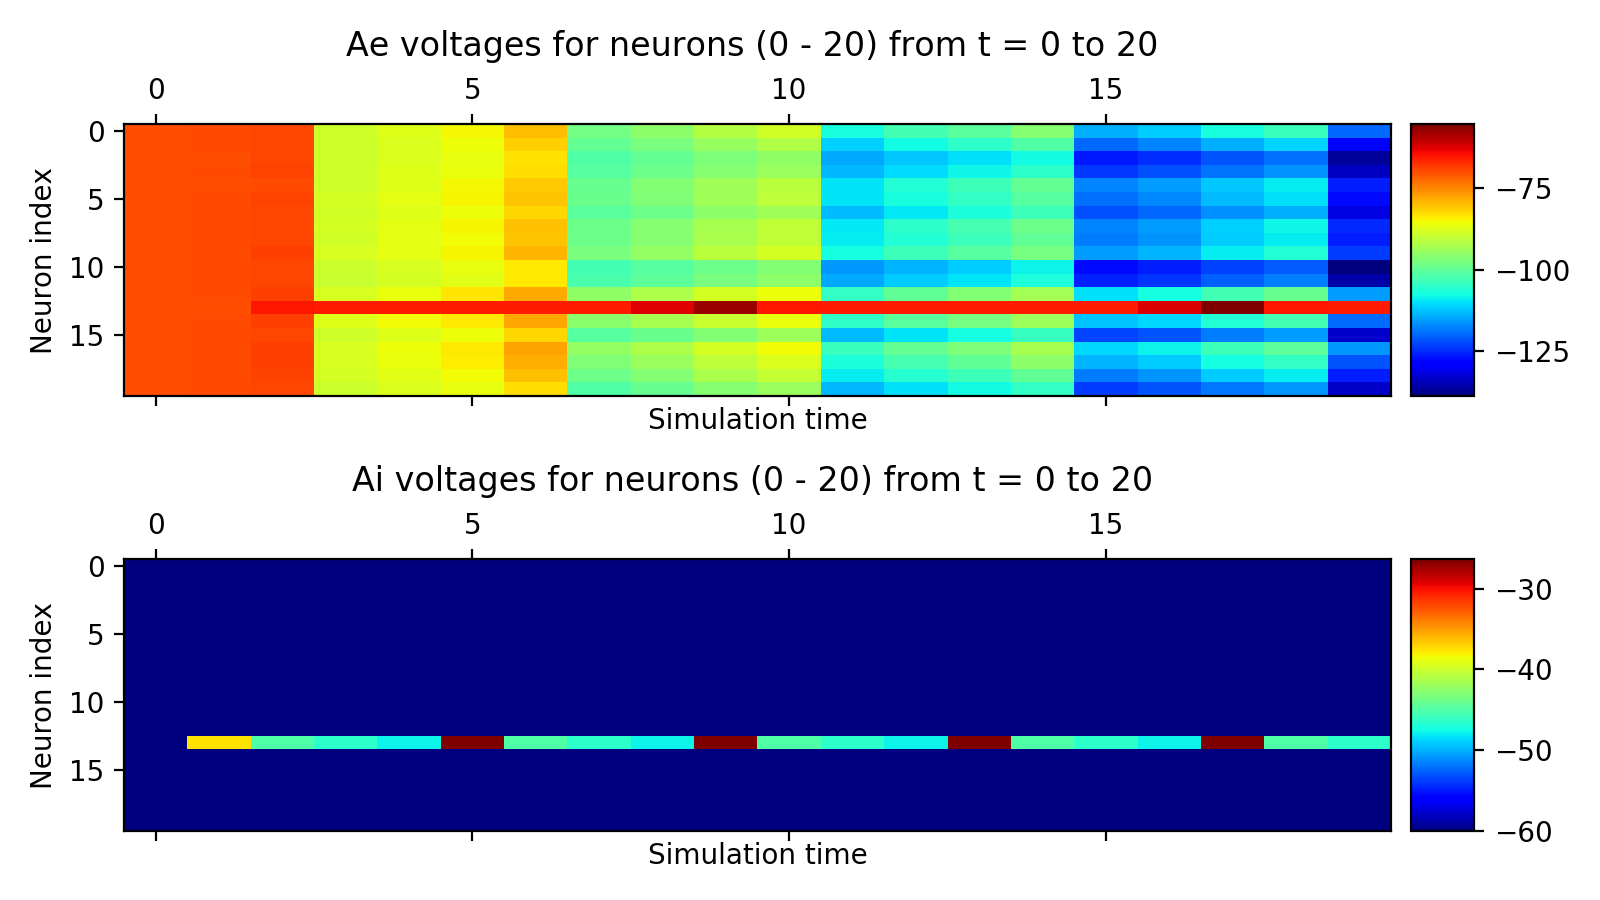 Ae voltages for neurons (0 - 20) from t = 0 to 20
0 5 10 15
Neuron index
0
5
10
15
Simulation time
−75
−100
−125
Ai voltages for neurons (0 - 20) from t = 0 to 20
0 5 10 15
Neuron index
0
5
10
15
Simulation time
−30
−40
−50
−60